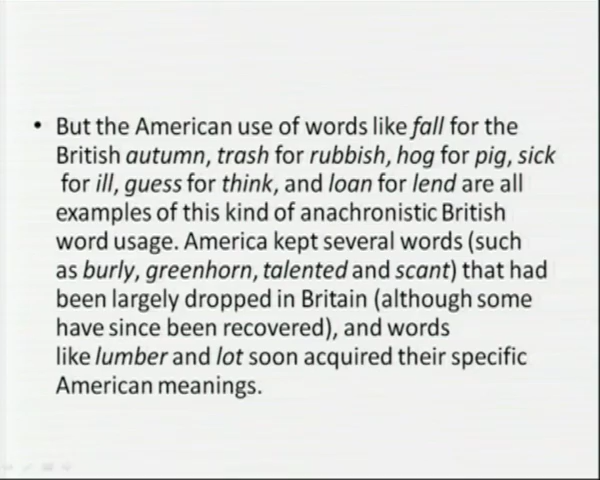 • But the American use of words like fall for the
British autumn, trash for rubbish, hog for pig, sick
for ill, guess for think, and loan for lend are all
examples of this kind of anachronistic British
word usage. America kept several words (such
as burly, greenhorn, talented and scant) that had
been largely dropped in Britain (although some
have since been recovered), and words
like lumber and lot soon acquired their specific
American meanings.